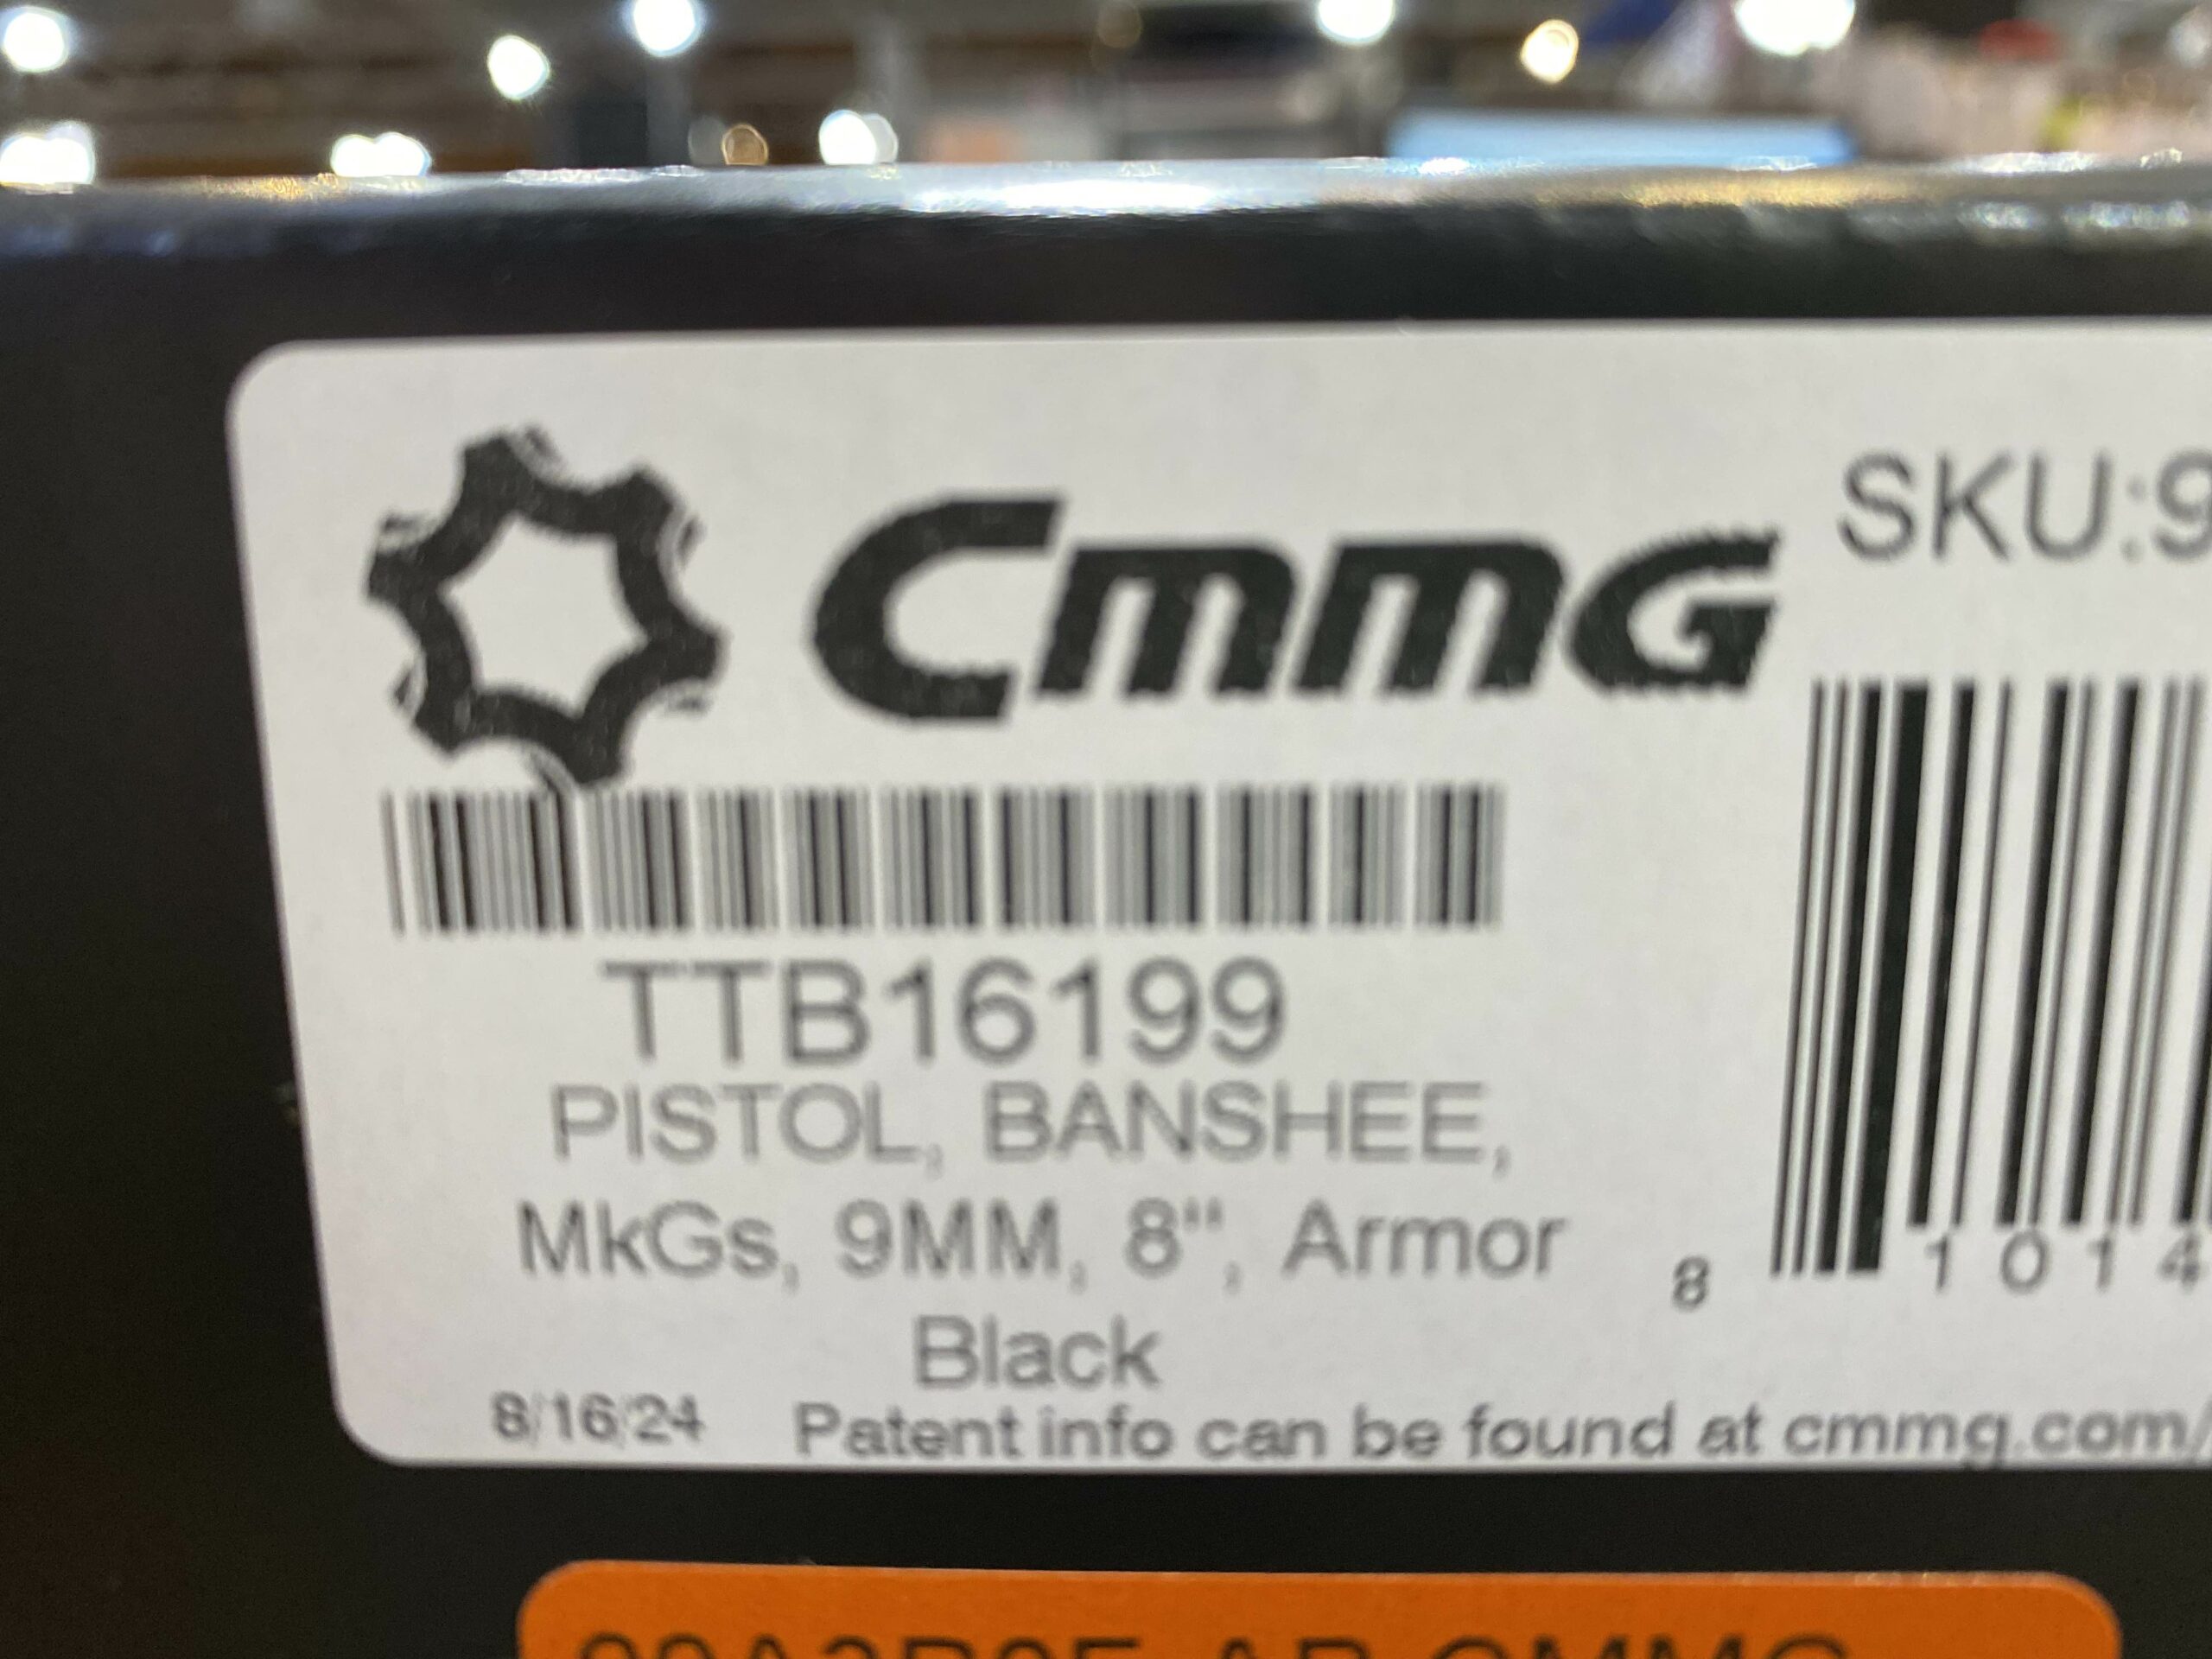 CMMG
SKU:9
TTB16199
PISTOL, BANSHEE,
MkGs, 9MM, 8", Armor
Black
8 1014
8/16/24 Patent info can be found at cmmg.com/
CMMG